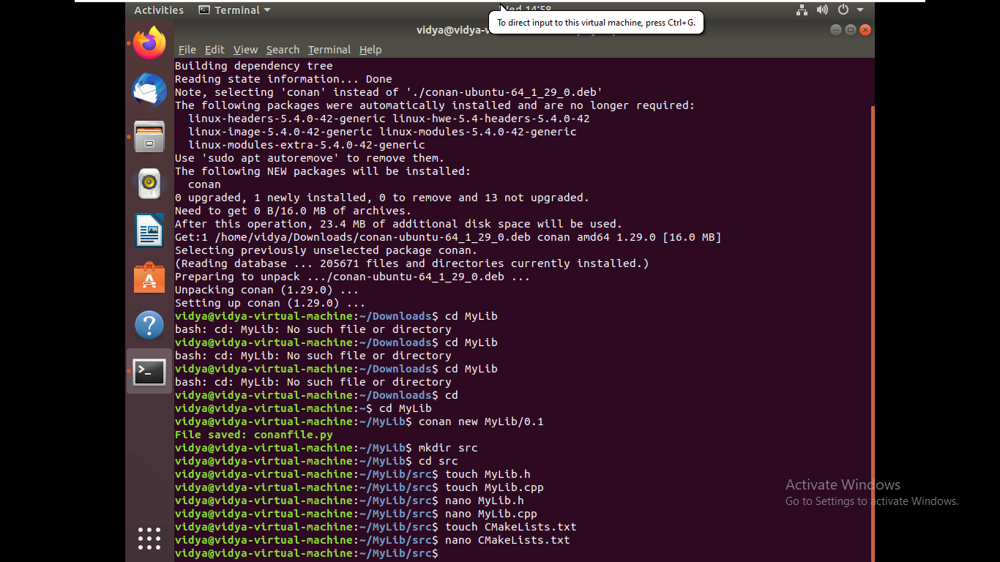 Activities Terminal Wed 14:58
To direct input to this virtual machine, press Ctrl+G.
vidya@vidya-v
File Edit View Search Terminal Help
Building dependency tree
Reading state information... Done
Note, selecting 'conan' instead of './conan-ubuntu-64_1_29_0.deb'
The following packages were automatically installed and are no longer required:
  linux-headers-5.4.0-42-generic linux-hwe-5.4-headers-5.4.0-42
  linux-image-5.4.0-42-generic linux-modules-5.4.0-42-generic
  linux-modules-extra-5.4.0-42-generic
Use 'sudo apt autoremove' to remove them.
The following NEW packages will be installed:
  conan
0 upgraded, 1 newly installed, 0 to remove and 13 not upgraded.
Need to get 0 B/16.0 MB of archives.
After this operation, 23.4 MB of additional disk space will be used.
Get:1 /home/vidya/Downloads/conan-ubuntu-64_1_29_0.deb conan amd64 1.29.0 [16.0 MB]
Selecting previously unselected package conan.
(Reading database ... 205671 files and directories currently installed.)
Preparing to unpack .../conan-ubuntu-64_1_29_0.deb ...
Unpacking conan (1.29.0) ...
Setting up conan (1.29.0) ...
vidya@vidya-virtual-machine:~/Downloads$ cd MyLib
bash: cd: MyLib: No such file or directory
vidya@vidya-virtual-machine:~/Downloads$ cd MyLib
bash: cd: MyLib: No such file or directory
vidya@vidya-virtual-machine:~/Downloads$ cd MyLib
bash: cd: MyLib: No such file or directory
vidya@vidya-virtual-machine:~/Downloads$ cd
vidya@vidya-virtual-machine:~$ cd MyLib
vidya@vidya-virtual-machine:~/MyLib$ conan new MyLib/0.1
File saved: conanfile.py
vidya@vidya-virtual-machine:~/MyLib$ mkdir src
vidya@vidya-virtual-machine:~/MyLib$ cd src
vidya@vidya-virtual-machine:~/MyLib/src$ touch MyLib.h
vidya@vidya-virtual-machine:~/MyLib/src$ touch MyLib.cpp
vidya@vidya-virtual-machine:~/MyLib/src$ nano MyLib.h
vidya@vidya-virtual-machine:~/MyLib/src$ nano MyLib.cpp
vidya@vidya-virtual-machine:~/MyLib/src$ touch CMakeLists.txt
vidya@vidya-virtual-machine:~/MyLib/src$ nano CMakeLists.txt
vidya@vidya-virtual-machine:~/MyLib/src$
Activate Windows
Go to Settings to activate Windows.